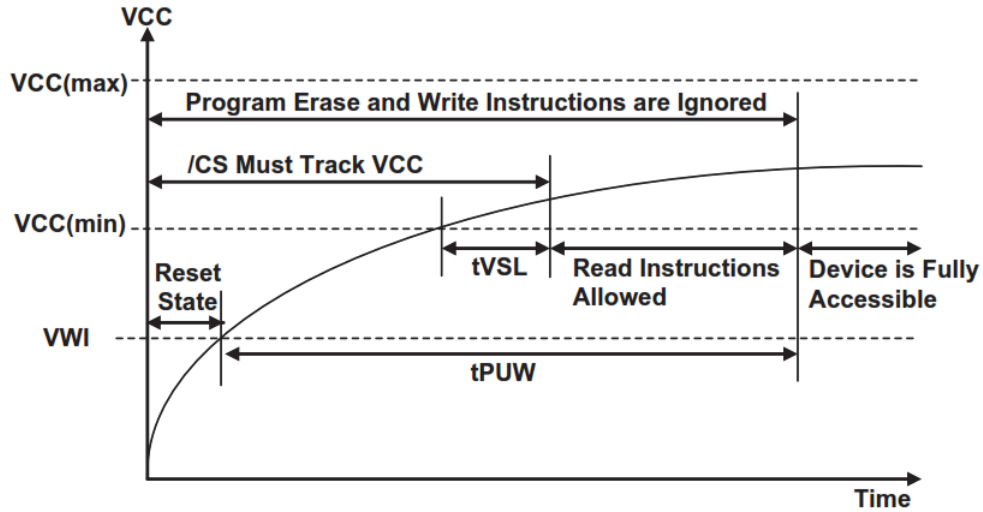 VCC
VCC(max)
Program Erase and Write Instructions are Ignored
/CS Must Track VCC
VCC(min)
tVSL
Read Instructions
Allowed
Device is Fully
Accessible
Reset
State
VWI
tPUW
Time